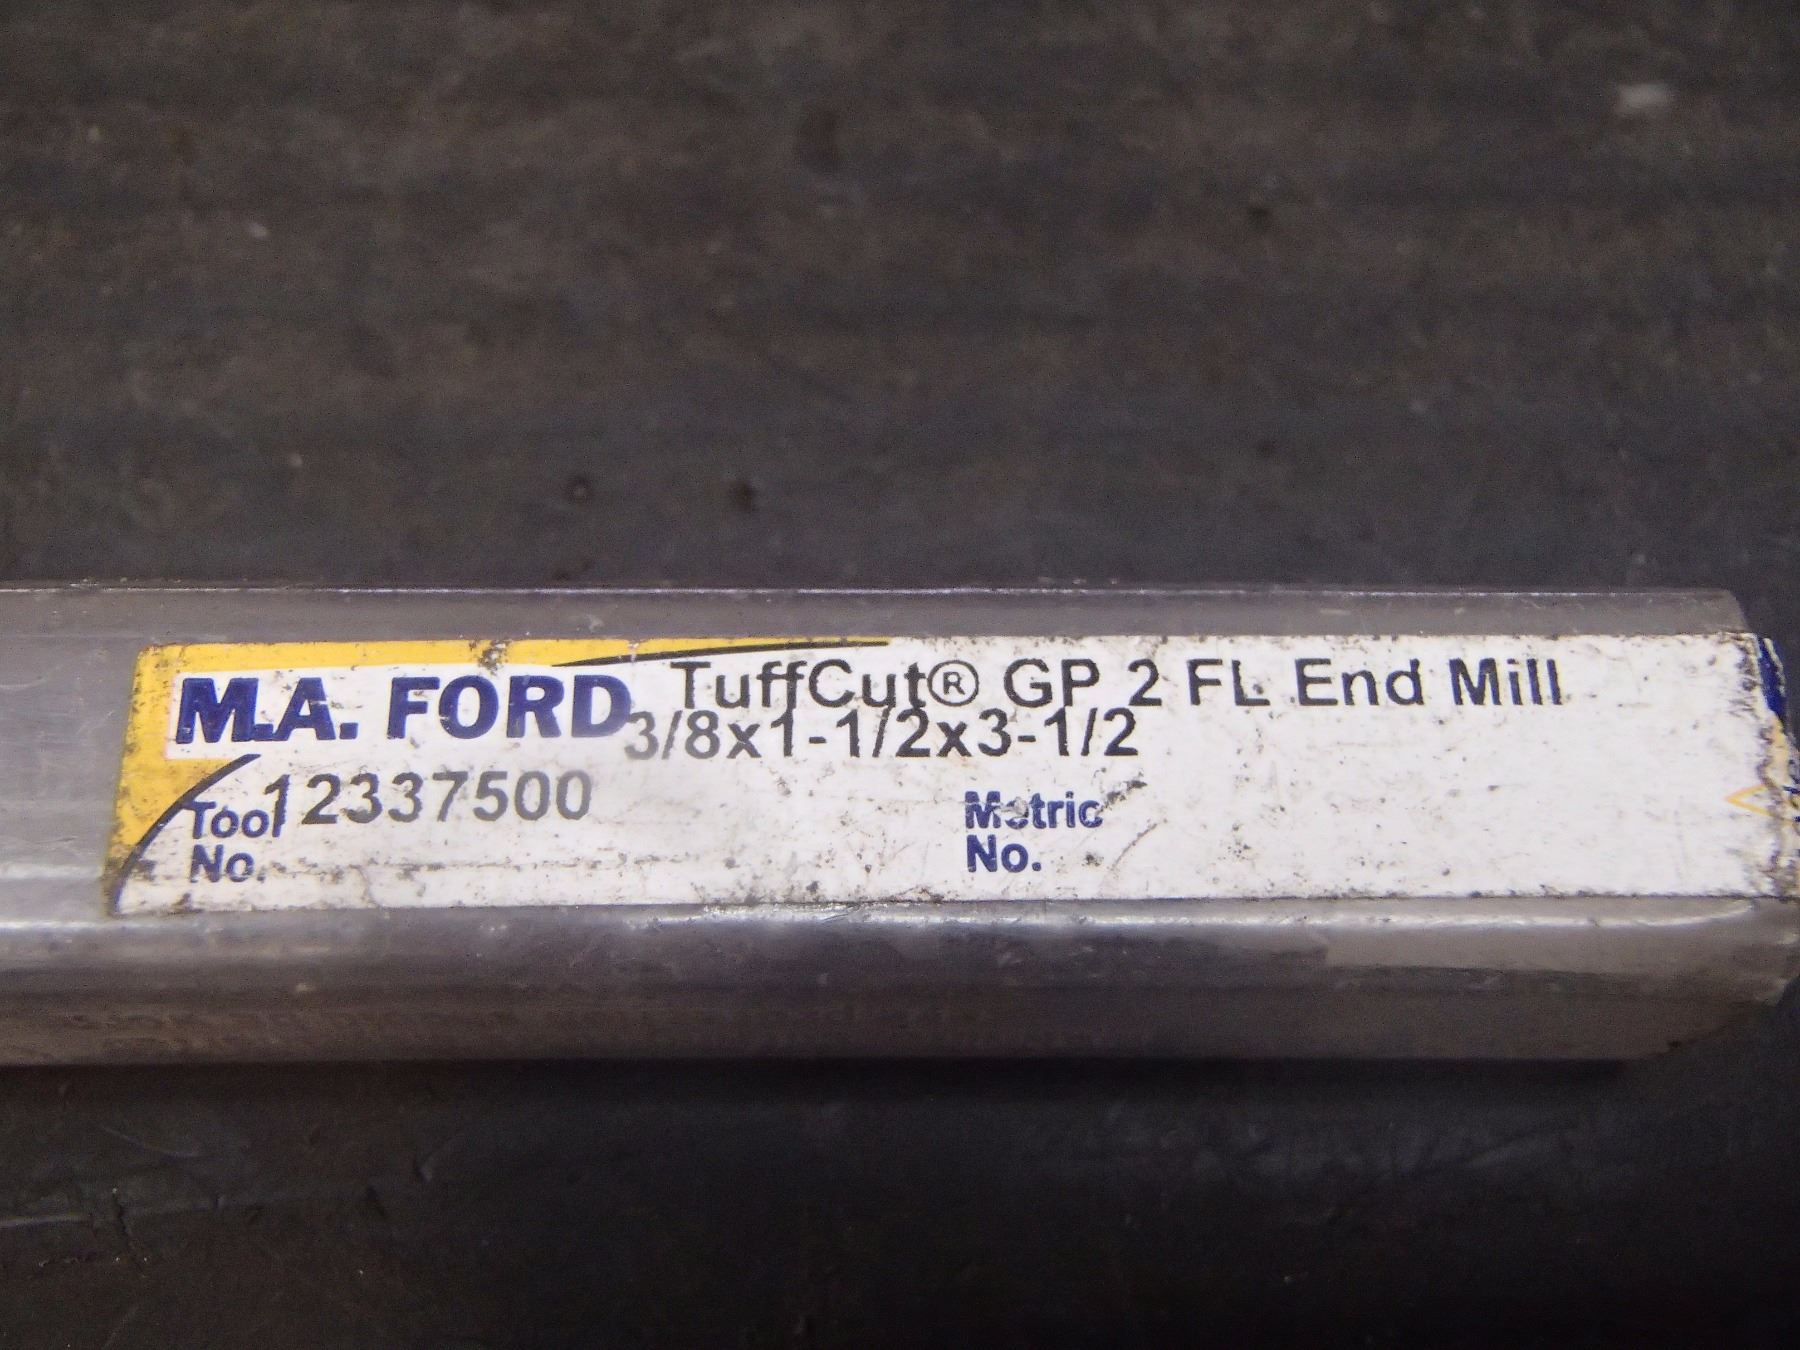 M.A. FORD TuffCut® GP 2 FL End Mill
3/8x1-1/2x3-1/2
Tool 12337500
No.
Metric
No.